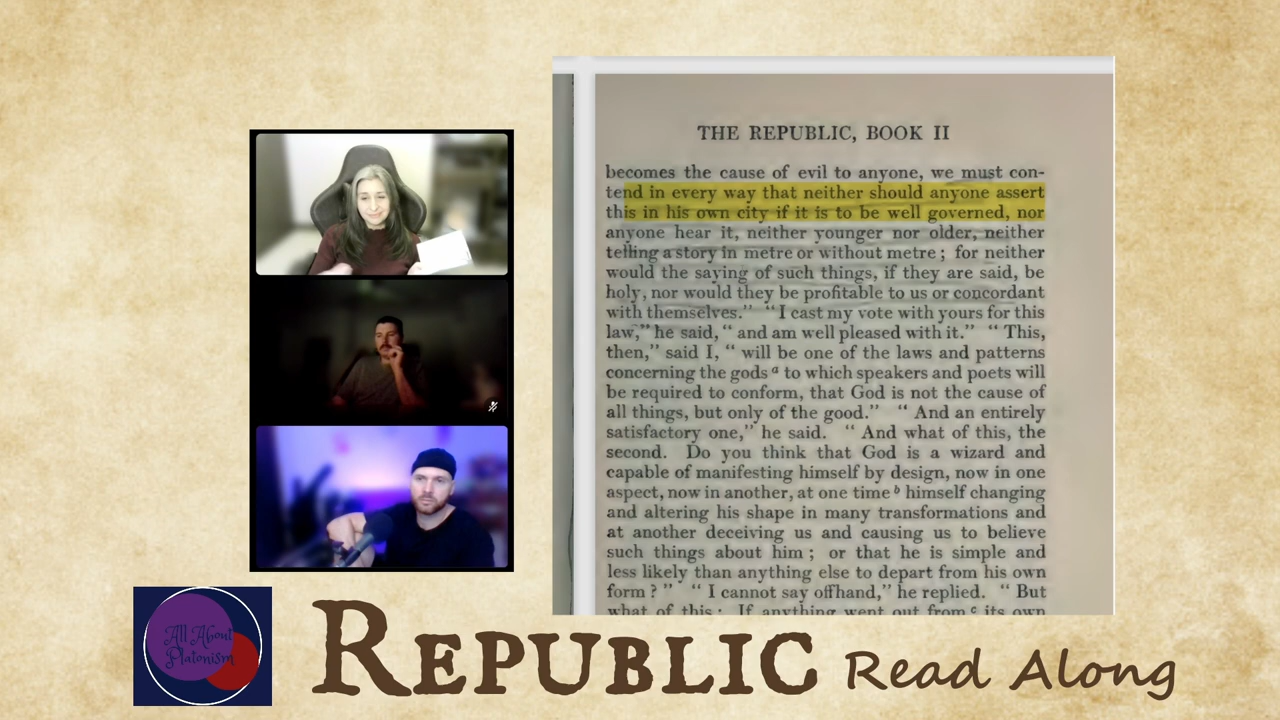 THE REPUBLIC, BOOK II
becomes the cause of evil to anyone, we must con-
tend in every way that neither should anyone assert
this in his own city if it is to be well governed, nor
anyone hear it, neither younger nor older, neither
telling a story in metre or without metre ; for neither
would the saying of such things, if they are said, be
holy, nor would they be profitable to us or concordant
with themselves.” “ I cast my vote with yours for this
law,” he said, “ and am well pleased with it.” “ This,
then,” said I, “ will be one of the laws and patterns
concerning the gods a to which speakers and poets will
be required to conform, that God is not the cause of
all things, but only of the good.” “ And an entirely
satisfactory one,” he said. “ And what of this, the
second. Do you think that God is a wizard and
capable of manifesting himself by design, now in one
aspect, now in another, at one time b himself changing
and altering his shape in many transformations and
at another deceiving us and causing us to believe
such things about him ; or that he is simple and
less likely than anything else to depart from his own
form ? ” “ I cannot say offhand,” he replied. “ But
what of this : If anything went out from c its own
All About
Platonism
REPUBLIC Read Along